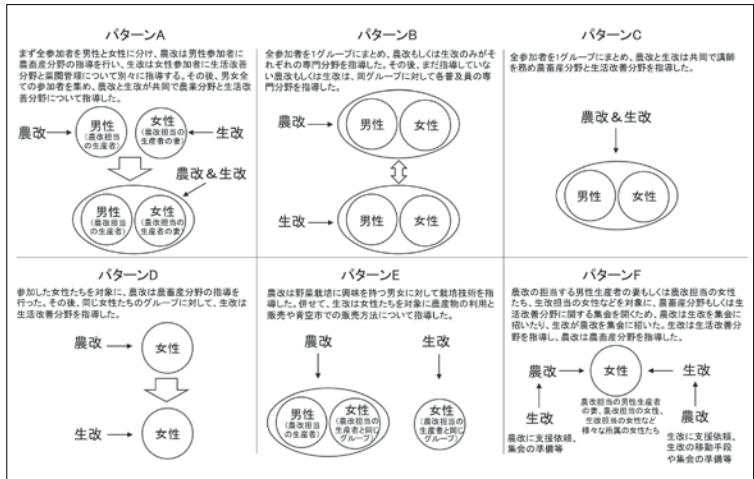 パターンA
まず全参加者を男性と女性に分け、農改は男性参加者に
農畜産分野の指導を行い、生改は女性参加者に生活改善
分野と菜園管理について別々に指導する。その後、男女全
ての参加者を集め、農改と生改が共同で農業分野と生活改
善分野について指導した。
農改
男性
(農改担当
の生産者)
女性
(農改担当の
生産者の妻)
生改
農改&生改
男性
(農改担当
の生産者)
女性
(農改担当の
生産者の妻)
パターンB
全参加者を1グループにまとめ、農改もしくは生改のみがそ
れぞれの専門分野を指導した。その後、まだ指導していな
い農改もしくは生改は、同グループに対して各普及員の専
門分野を指導した。
農改
男性
女性
生改
男性
女性
パターンC
全参加者を1グループにまとめ、農改と生改は共同で講師
を務め農畜産分野と生活改善分野を指導した。
農改&生改
男性
女性
パターンD
参加した女性たちを対象に、農改は農畜産分野の指導を
行った。その後、同じ女性たちのグループに対して、生改は
生活改善分野を指導した。
農改
女性
生改
女性
パターンE
農改は野菜栽培に興味を持つ男女に対して栽培技術を指
導した。併せて、生改は女性たちを対象に農産物の利用と
販売や青空市での販売方法について指導した。
農改
男性
(農改担当
の生産者)
女性
(農改担当の
生産者と同じ
グループ)
生改
女性
(農改担当の
生産者と同じ
グループ)
パターンF
農改の担当する男性生産者の妻もしくは農改担当の女性
たち、生改担当の女性などを対象に、農畜産分野もしくは生
活改善分野に関する集会を開くため、農改は生改を集会に
招いたり、生改が農改を集会に招いた。生改は生活改善分
野を指導し、農改は農畜産分野を指導した。
農改
女性
生改
農改担当の男性生産者
の妻、農改担当の女性、
生改担当の女性など
様々な所属の女性たち
生改
農改に支援依頼、
集会の準備等
農改
生改に支援依頼、
生改の移動手段
や集会の準備等